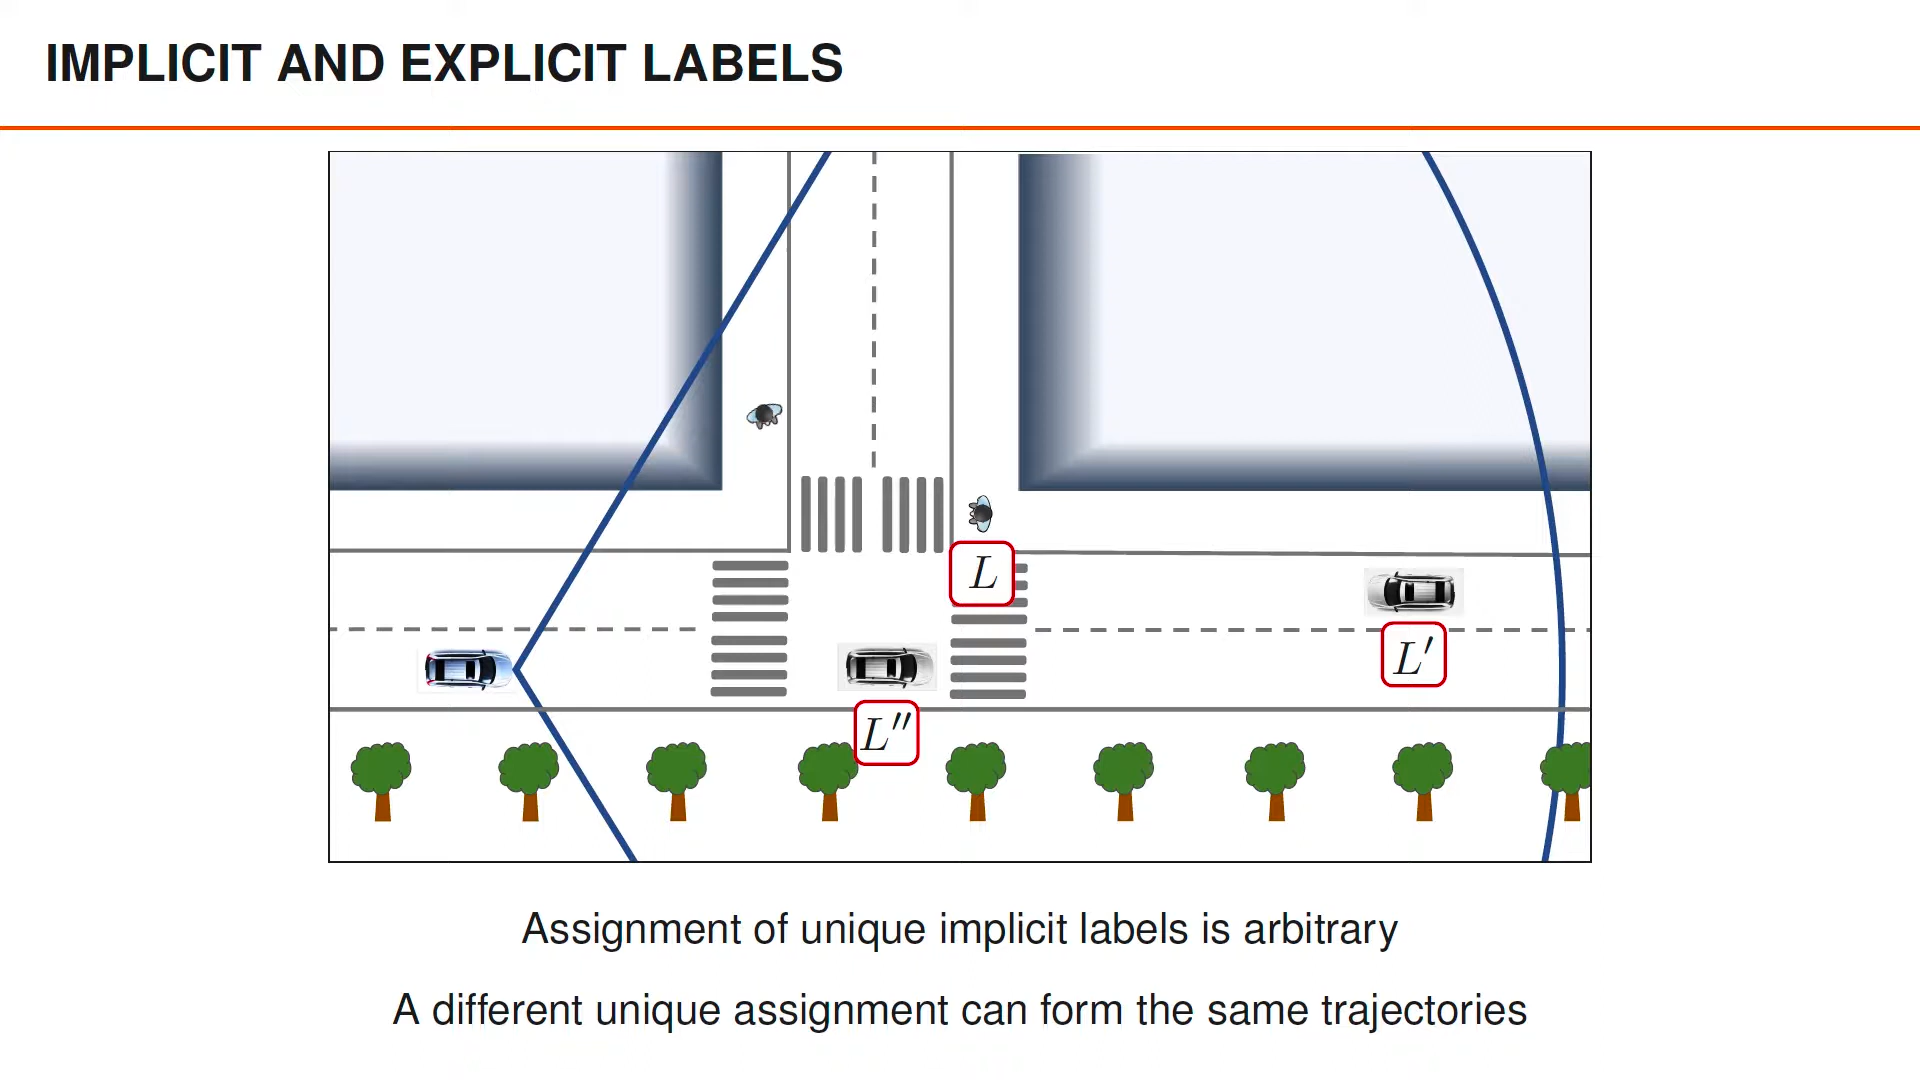 IMPLICIT AND EXPLICIT LABELS
L
L′
L″
Assignment of unique implicit labels is arbitrary
A different unique assignment can form the same trajectories